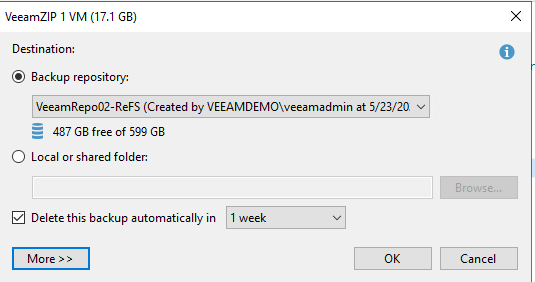 VeeamZIP 1 VM (17.1 GB)
Destination:
Backup repository:
VeeamRepo02-ReFS (Created by VEEAMDEMO\veeamadmin at 5/23/20
487 GB free of 599 GB
Local or shared folder:
Browse...
Delete this backup automatically in 1 week
More >> OK Cancel